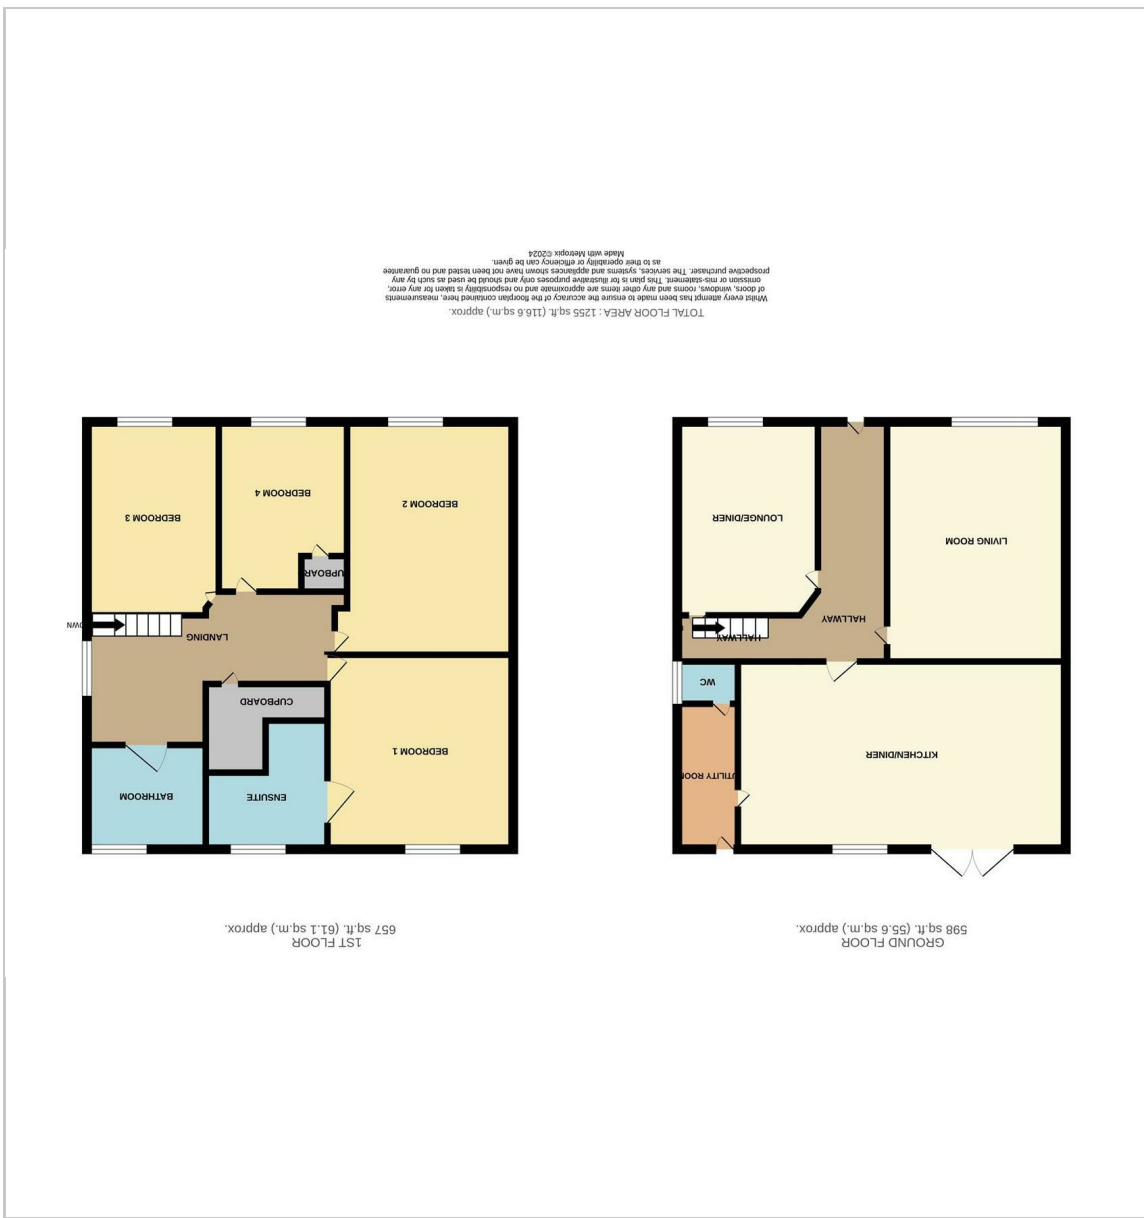 GROUND FLOOR
598 sq.ft. (55.6 sq.m.) approx.
KITCHEN/DINER
UTILITY ROOM
WC
HALLWAY
HALLWAY
LIVING ROOM
LOUNGE/DINER
1ST FLOOR
657 sq.ft. (61.1 sq.m.) approx.
BEDROOM 1
ENSUITE
BATHROOM
CUPBOARD
LANDING
OWN
UPBOAR
BEDROOM 2
BEDROOM 4
BEDROOM 3
TOTAL FLOOR AREA : 1255 sq.ft. (116.6 sq.m.) approx.
Whilst every attempt has been made to ensure the accuracy of the floorplan contained here, measurements
of doors, windows, rooms and any other items are approximate and no responsibility is taken for any error,
omission or mis-statement. This plan is for illustrative purposes only and should be used as such by any
prospective purchaser. The services, systems and appliances shown have not been tested and no guarantee
as to their operability or efficiency can be given.
Made with Metropix ©2024